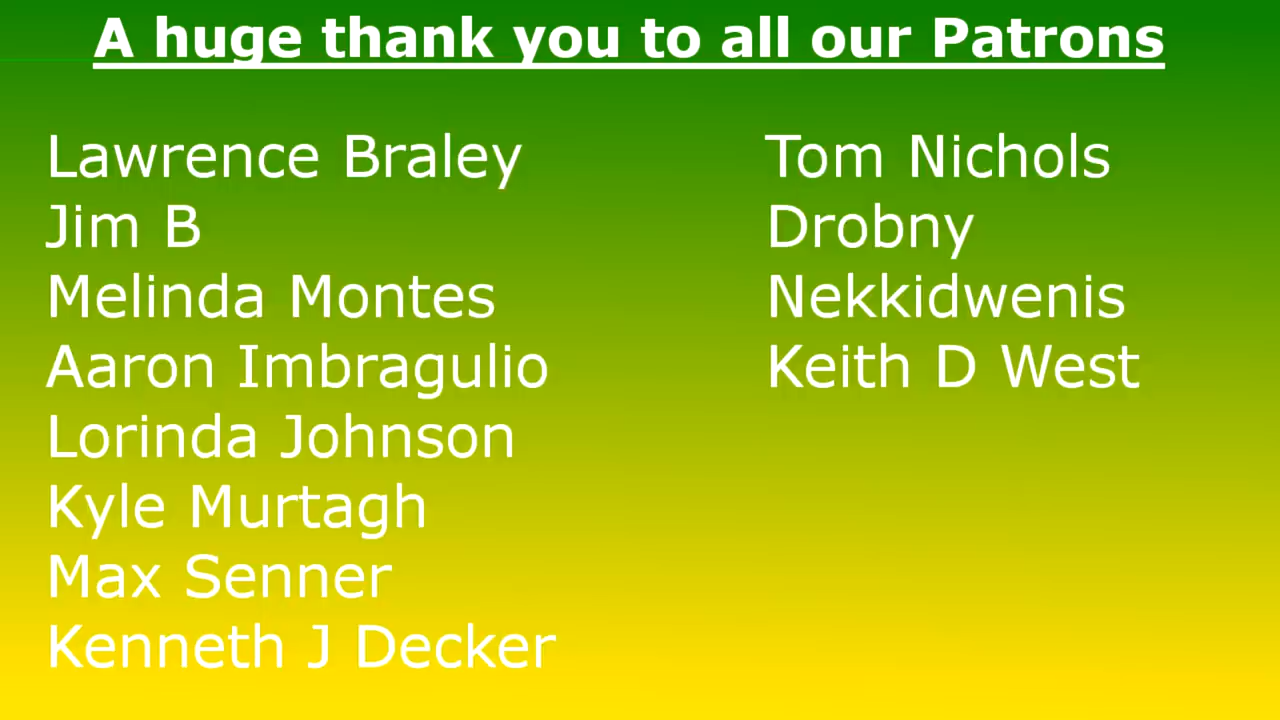 A huge thank you to all our Patrons
Lawrence Braley
Jim B
Melinda Montes
Aaron Imbragulio
Lorinda Johnson
Kyle Murtagh
Max Senner
Kenneth J Decker
Tom Nichols
Drobny
Nekkidwenis
Keith D West